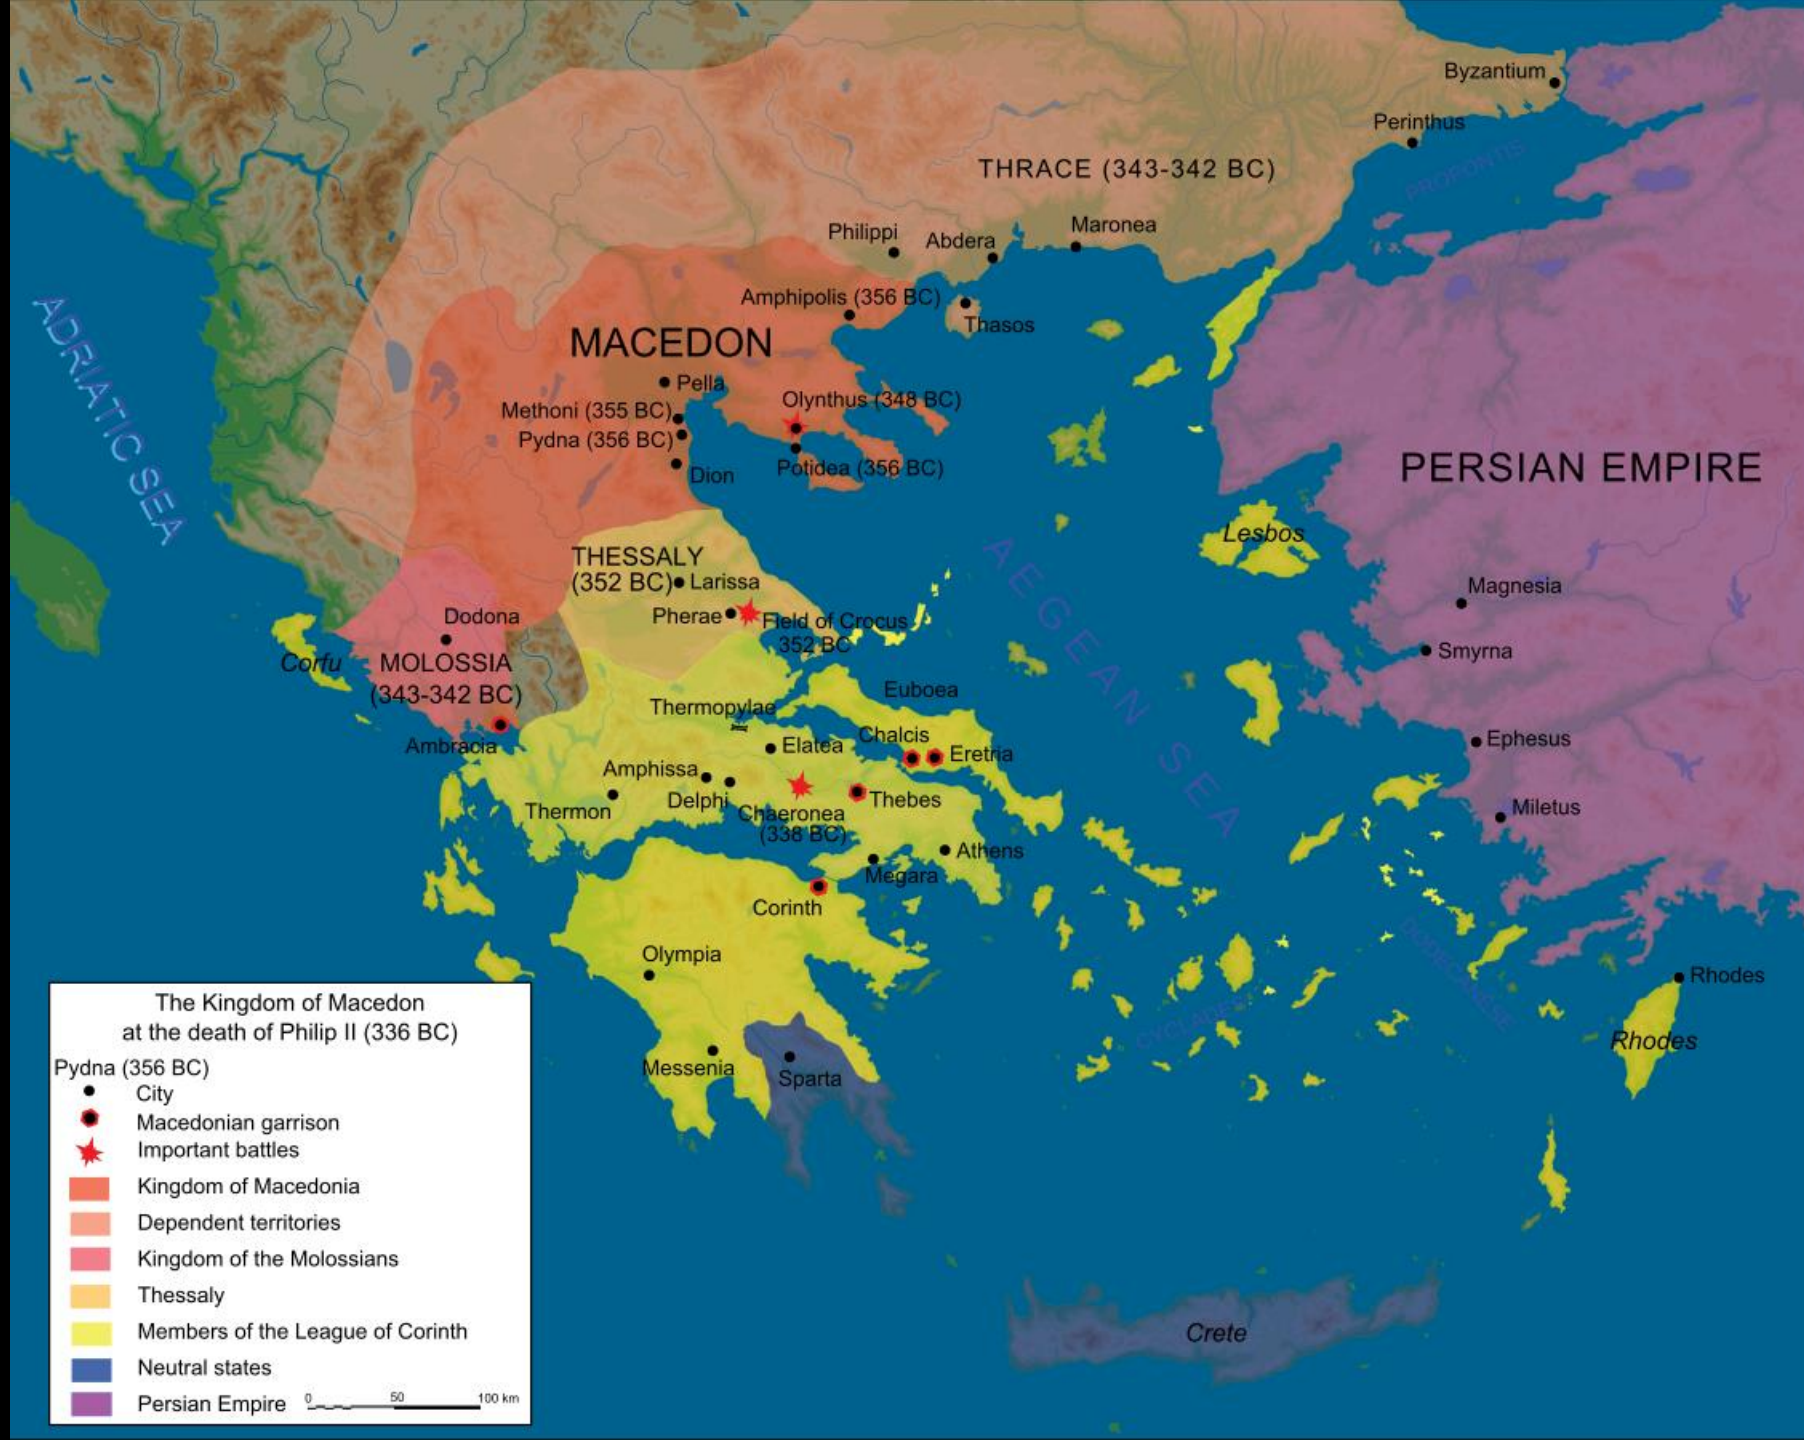 Byzantium
Perinthus
PROPONTIS
THRACE (343-342 BC)
Philippi
Abdera
Maronea
Amphipolis (356 BC)
Thasos
MACEDON
ADRIATIC SEA
Pella
Methoni (355 BC)
Olynthus (348 BC)
Pydna (356 BC)
Dion
Potidea (356 BC)
PERSIAN EMPIRE
Lesbos
AEGEAN SEA
THESSALY
(352 BC)
Larissa
Magnesia
Pherae
Field of Crocus
352 BC
Dodona
Smyrna
Corfu
MOLOSSIA
(343-342 BC)
Euboea
Thermopylae
Ambracia
Elatea
Chalcis
Eretria
Ephesus
Amphissa
Delphi
Thermon
Chaeronea
(338 BC)
Thebes
Miletus
Athens
Megara
Corinth
Olympia
DODECANESE
Rhodes
CYCLADES
Rhodes
Messenia
Sparta
Crete
The Kingdom of Macedon
at the death of Philip II (336 BC)
Pydna (356 BC)
City
Macedonian garrison
Important battles
Kingdom of Macedonia
Dependent territories
Kingdom of the Molossians
Thessaly
Members of the League of Corinth
Neutral states
Persian Empire
0 50 100 km